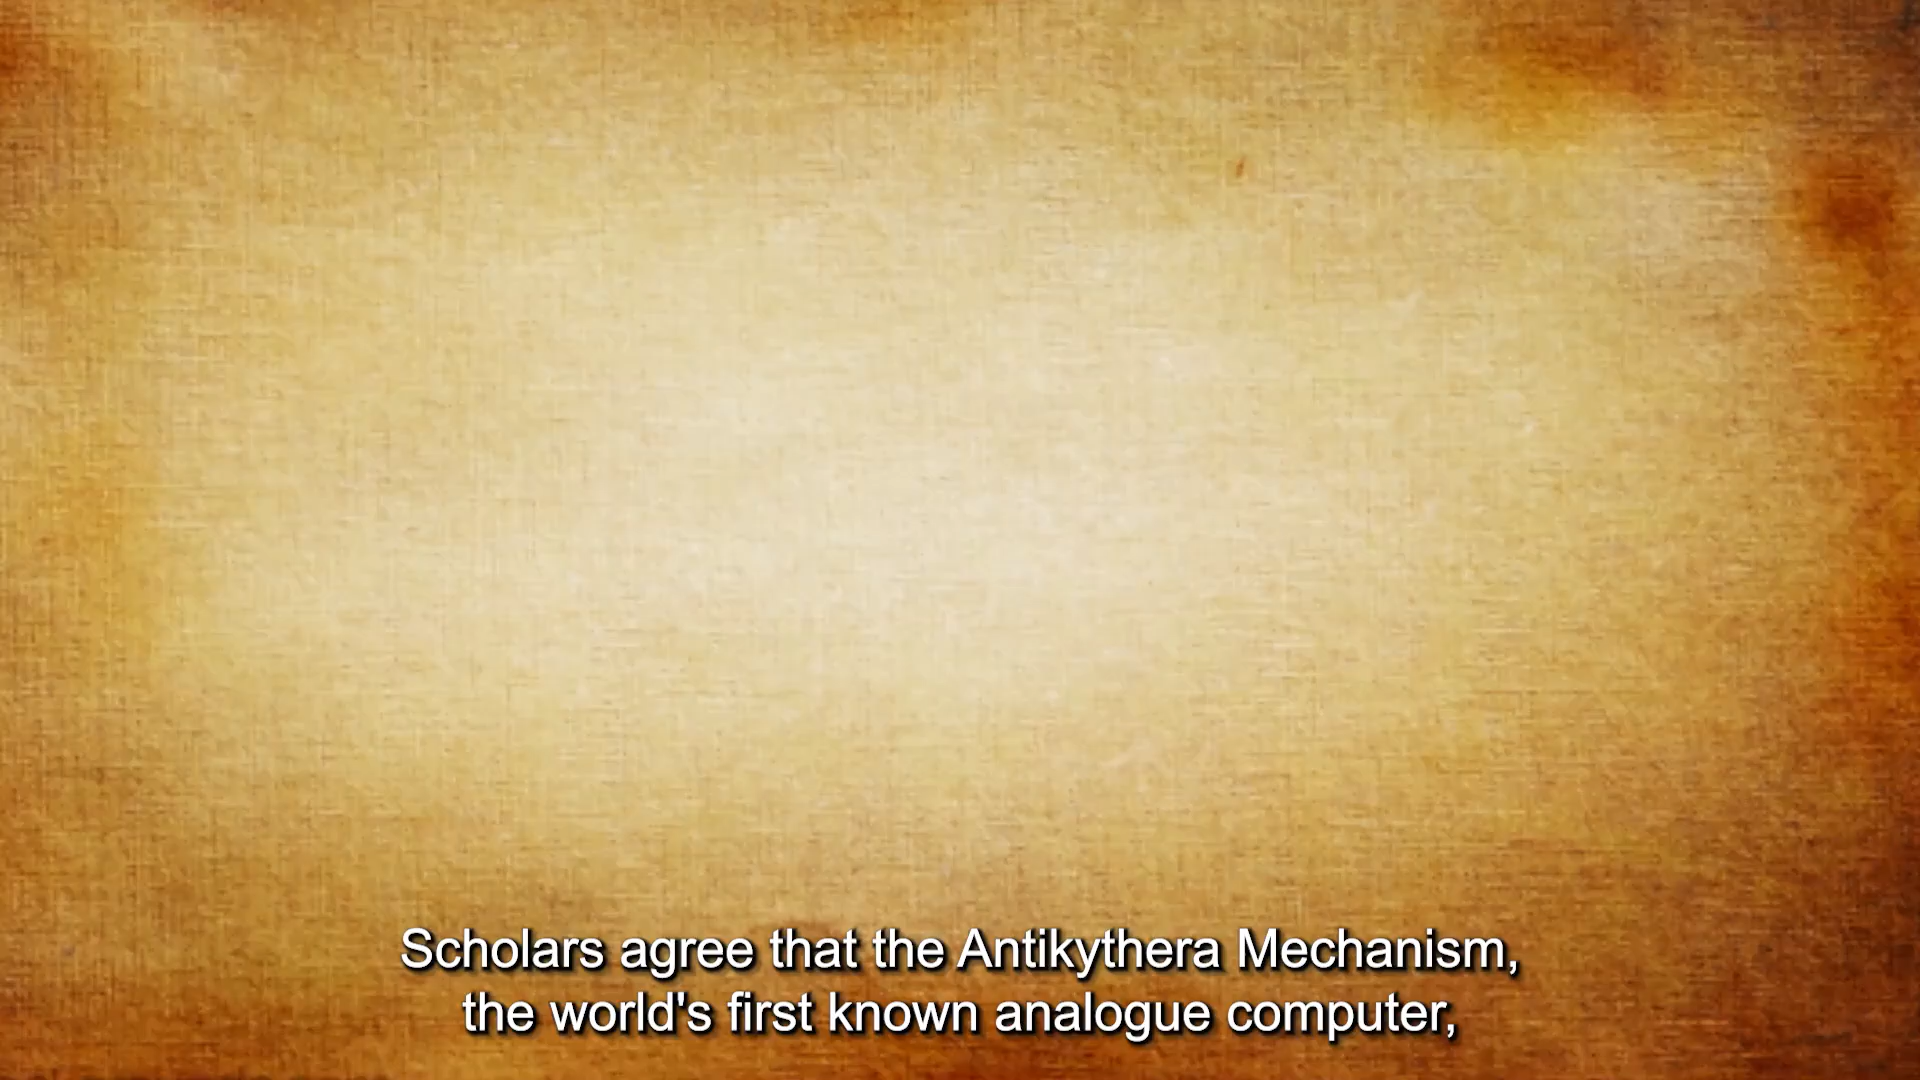 Scholars agree that the Antikythera Mechanism,
the world's first known analogue computer,